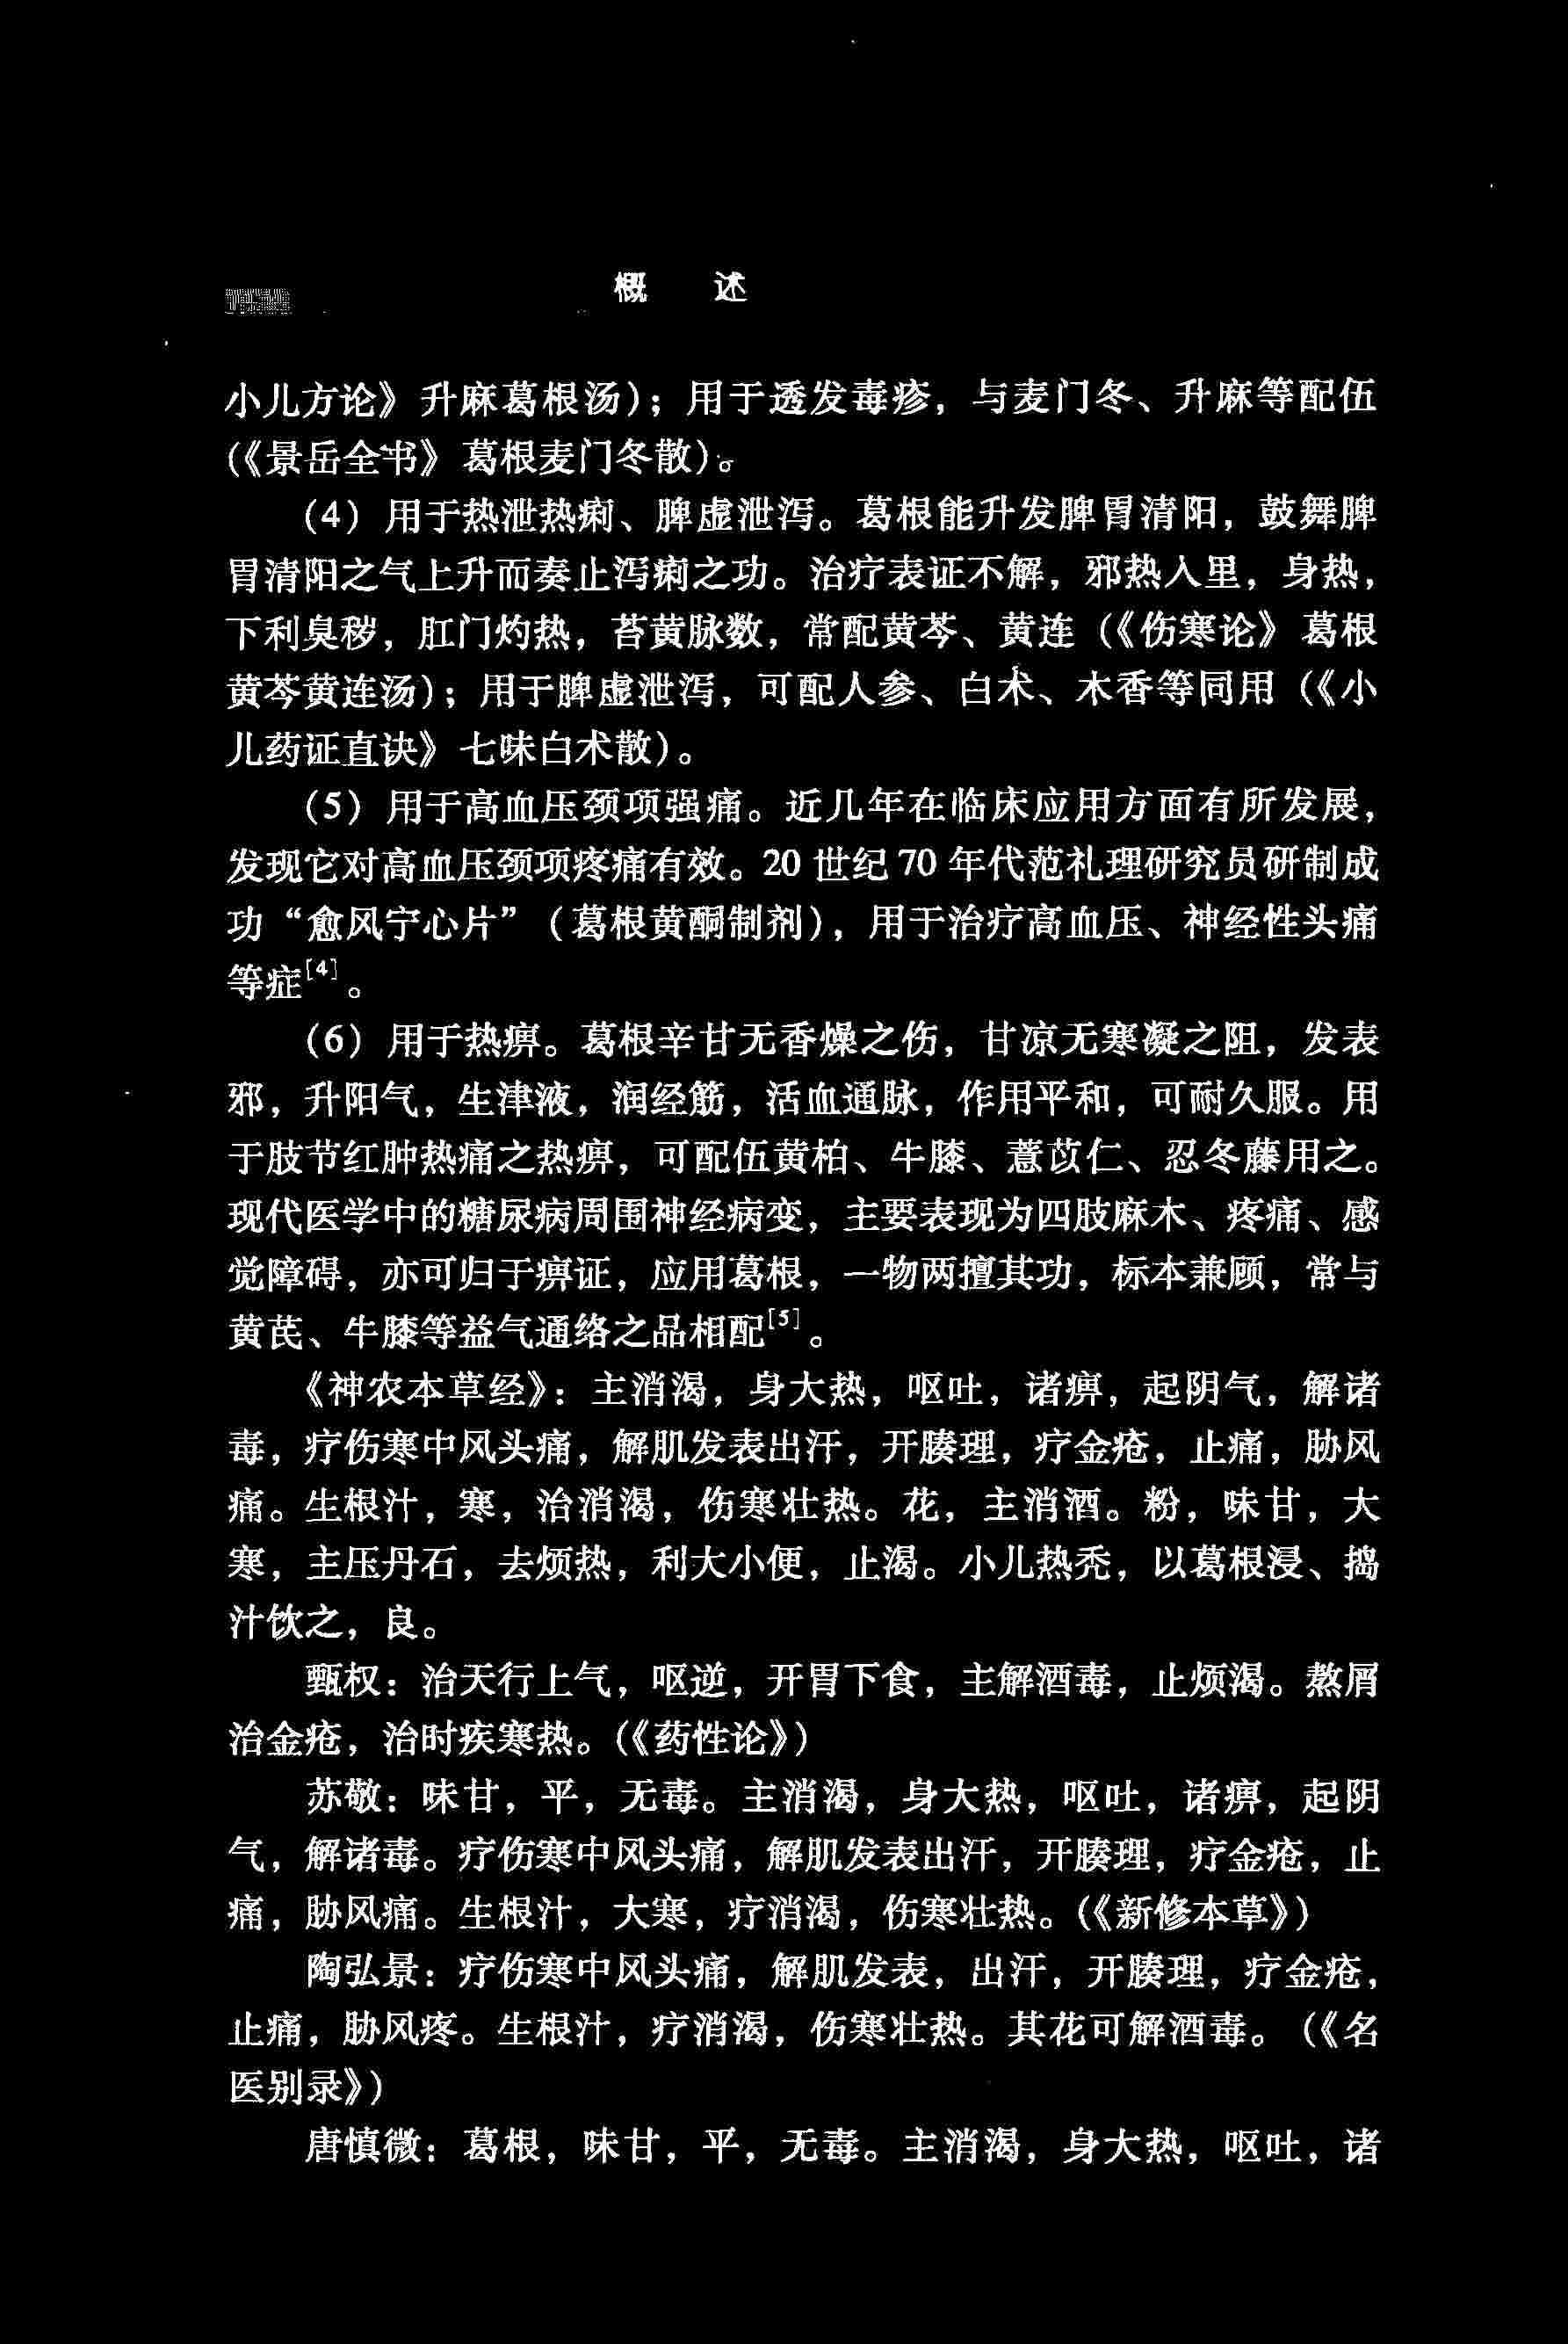 概 述
小儿方论》升麻葛根汤)；用于透发毒疹，与麦门冬、升麻等配伍
(《景岳全书》葛根麦门冬散)。
(4) 用于热泄热痢、脾虚泄泻。葛根能升发脾胃清阳，鼓舞脾
胃清阳之气上升而奏止泻痢之功。治疗表证不解，邪热入里，身热，
下利臭秽，肛门灼热，苔黄脉数，常配黄芩、黄连 (《伤寒论》葛根
黄芩黄连汤)；用于脾虚泄泻，可配人参、白术、木香等同用 (《小
儿药证直诀》七味白术散)。
(5) 用于高血压颈项强痛。近几年在临床应用方面有所发展，
发现它对高血压颈项疼痛有效。20 世纪 70 年代范礼理研究员研制成
功“愈风宁心片” (葛根黄酮制剂)，用于治疗高血压、神经性头痛
等症[4]。
(6) 用于热痹。葛根辛甘无香燥之伤，甘凉无寒凝之阻，发表
邪，升阳气，生津液，润经筋，活血通脉，作用平和，可耐久服。用
于肢节红肿热痛之热痹，可配伍黄柏、牛膝、薏苡仁、忍冬藤用之。
现代医学中的糖尿病周围神经病变，主要表现为四肢麻木、疼痛、感
觉障碍，亦可归于痹证，应用葛根，一物两擅其功，标本兼顾，常与
黄芪、牛膝等益气通络之品相配[5]。
《神农本草经》：主消渴，身大热，呕吐，诸痹，起阴气，解诸
毒，疗伤寒中风头痛，解肌发表出汗，开腠理，疗金疮，止痛，胁风
痛。生根汁，寒，治消渴，伤寒壮热。花，主消酒。粉，味甘，大
寒，主压丹石，去烦热，利大小便，止渴。小儿热秃，以葛根浸、捣
汁饮之，良。
甄权：治天行上气，呕逆，开胃下食，主解酒毒，止烦渴。熬屑
治金疮，治时疾寒热。(《药性论》)
苏敬：味甘，平，无毒。主消渴，身大热，呕吐，诸痹，起阴
气，解诸毒。疗伤寒中风头痛，解肌发表出汗，开腠理，疗金疮，止
痛，胁风痛。生根汁，大寒，疗消渴，伤寒壮热。(《新修本草》)
陶弘景：疗伤寒中风头痛，解肌发表，出汗，开腠理，疗金疮，
止痛，胁风疼。生根汁，疗消渴，伤寒壮热。其花可解酒毒。 (《名
医别录》)
唐慎微：葛根，味甘，平，无毒。主消渴，身大热，呕吐，诸